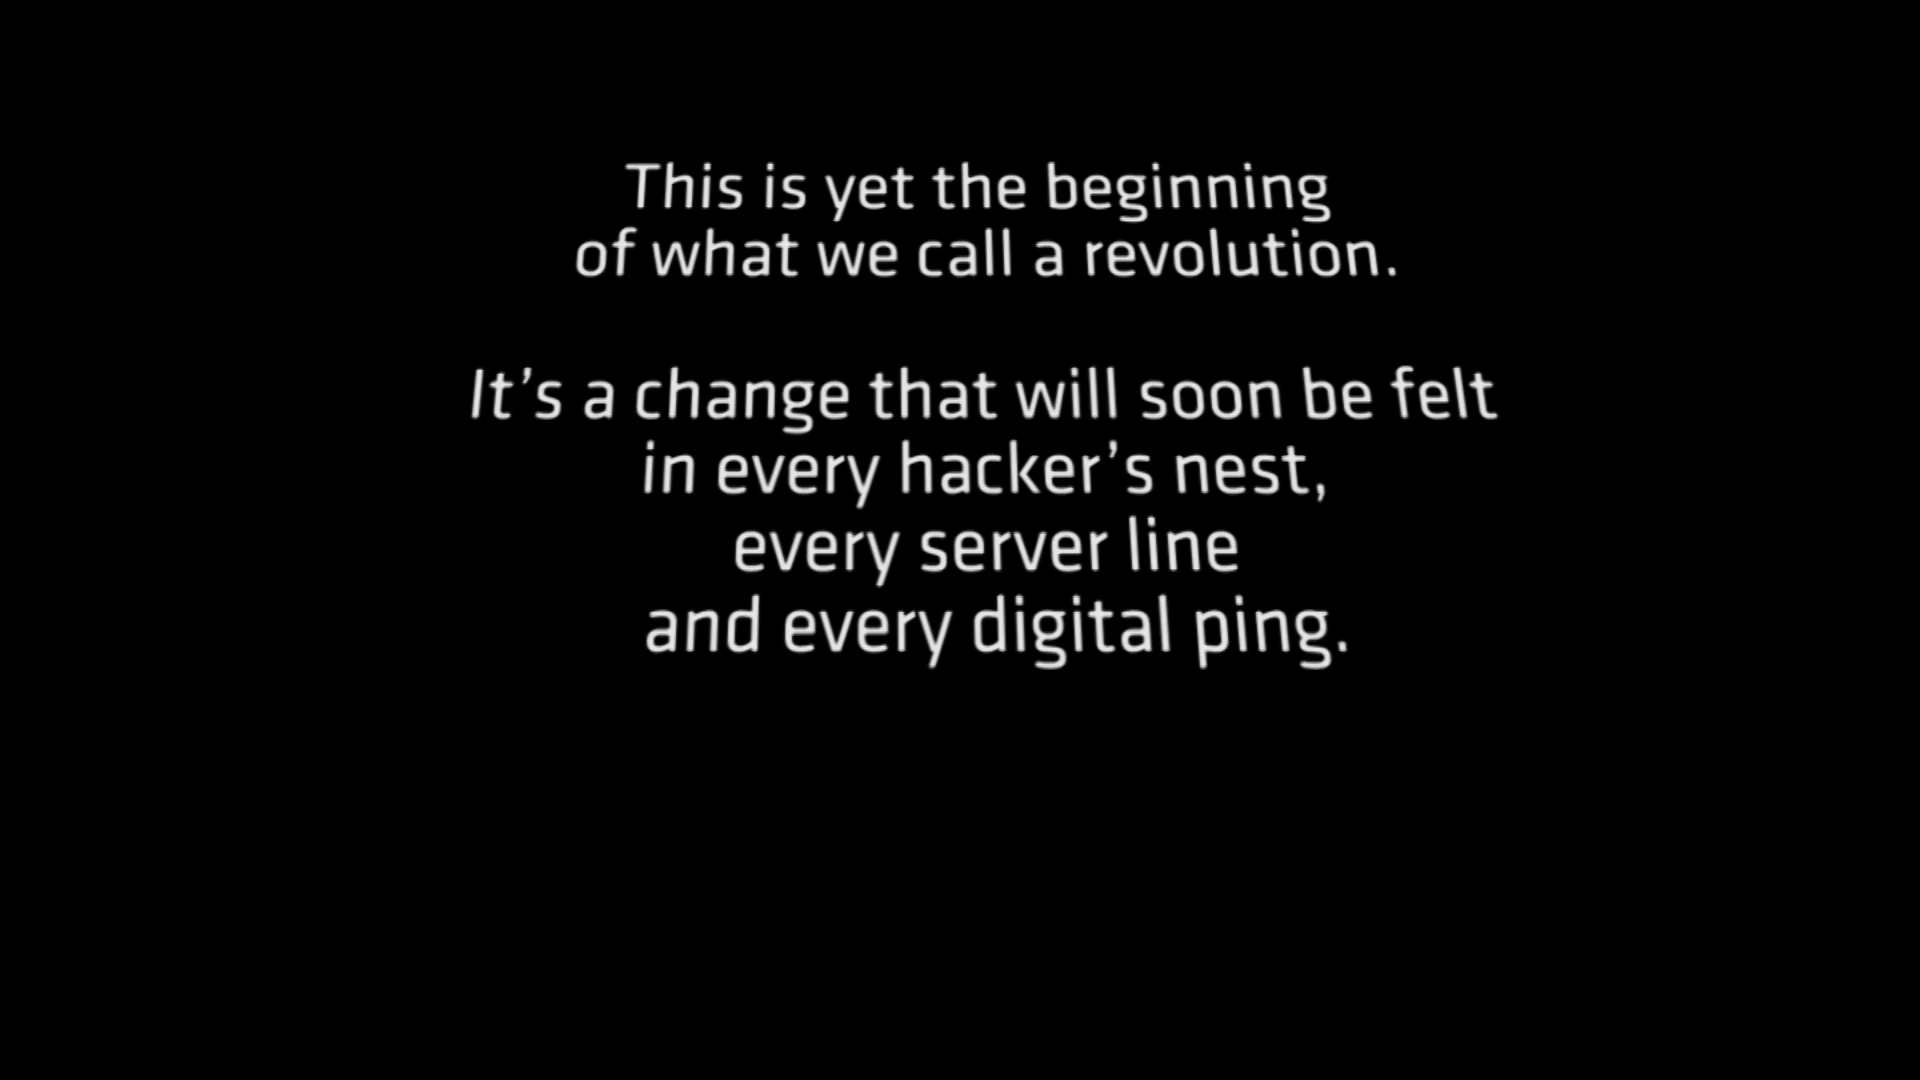 This is yet the beginning
of what we call a revolution.
It’s a change that will soon be felt
in every hacker’s nest,
every server line
and every digital ping.